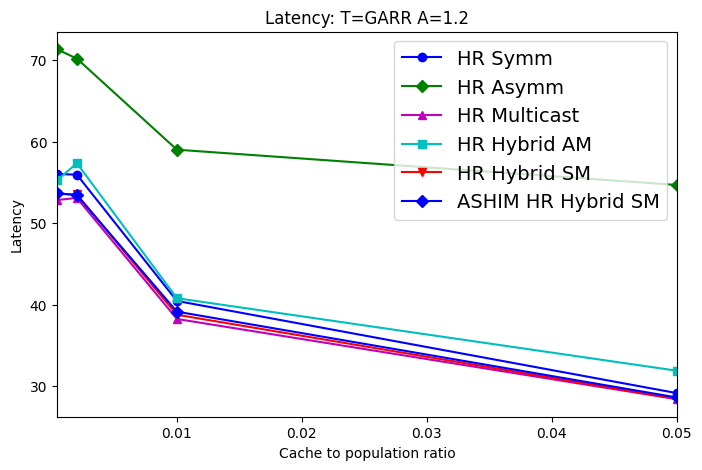 Latency: T=GARR A=1.2
HR Symm
HR Asymm
HR Multicast
HR Hybrid AM
HR Hybrid SM
ASHIM HR Hybrid SM
Latency
70
60
50
40
30
0.01 0.02 0.03 0.04 0.05
Cache to population ratio